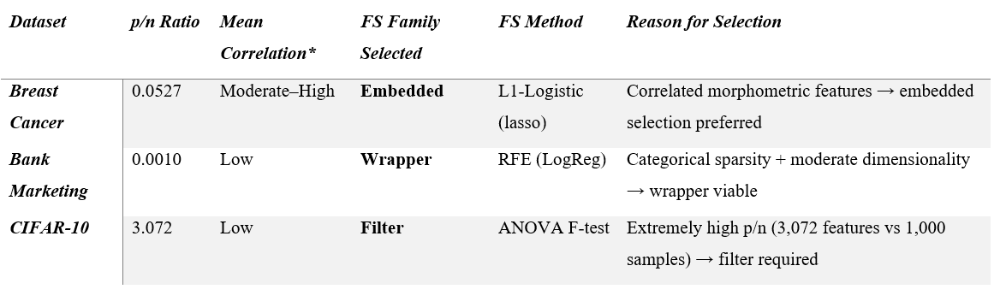 Dataset p/n Ratio Mean Correlation* FS Family Selected FS Method Reason for Selection
Breast Cancer 0.0527 Moderate–High Embedded L1-Logistic (lasso) Correlated morphometric features → embedded selection preferred
Bank Marketing 0.0010 Low Wrapper RFE (LogReg) Categorical sparsity + moderate dimensionality → wrapper viable
CIFAR-10 3.072 Low Filter ANOVA F-test Extremely high p/n (3,072 features vs 1,000 samples) → filter required